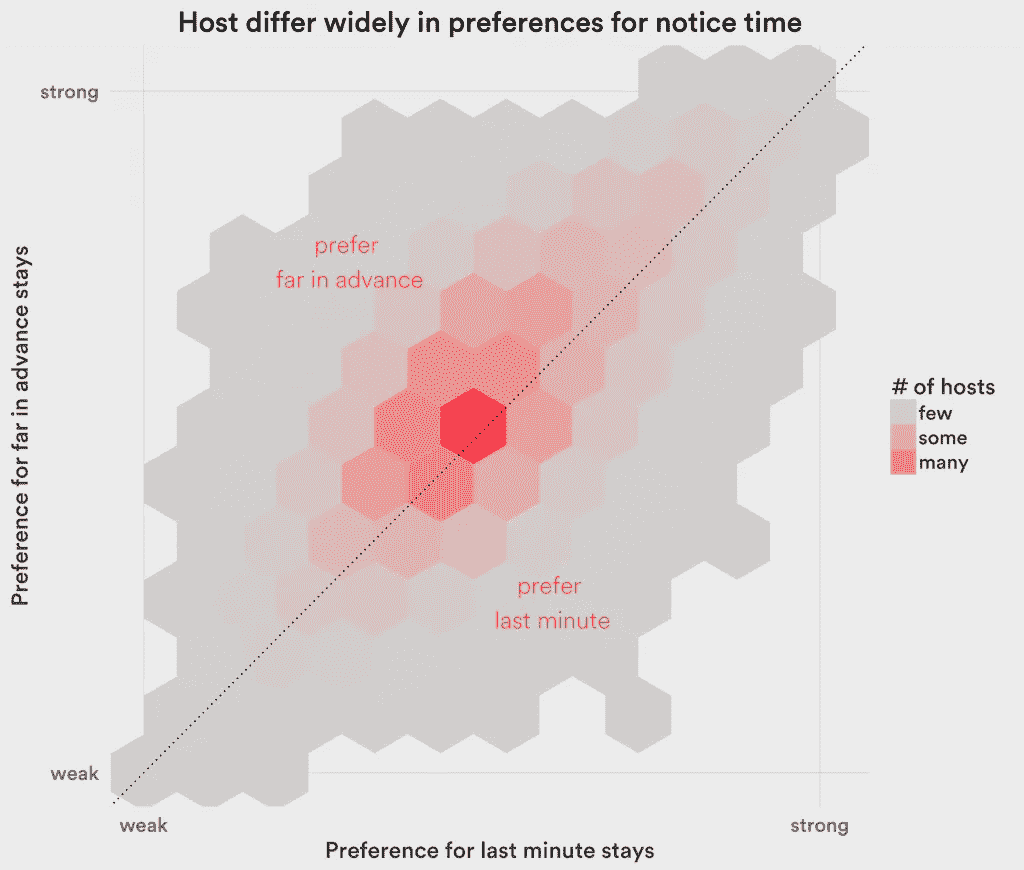 Host differ widely in preferences for notice time
strong
prefer
far in advance
Preference for far in advance stays
# of hosts
few
some
many
prefer
last minute
weak
weak
strong
Preference for last minute stays